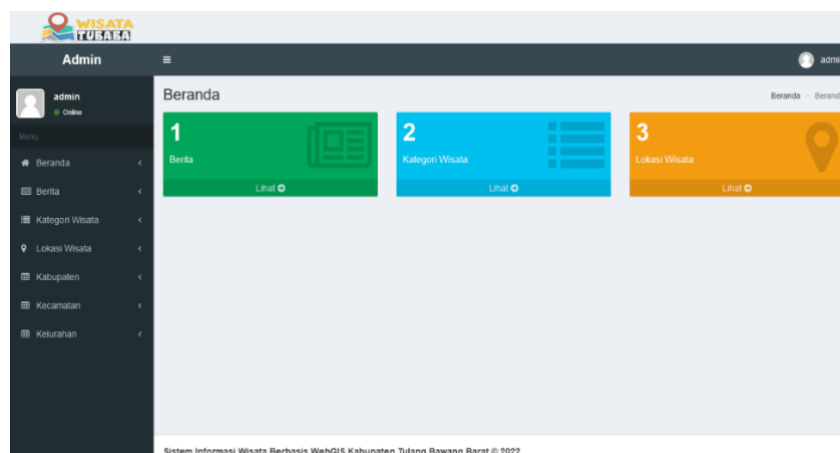 WISATA
TUBABA
Admin
admi
admin
Online
Menu
Beranda
Berita
Kategori Wisata
Lokasi Wisata
Kabupaten
Kecamatan
Kelurahan
Beranda
Beranda - Berand
1
Berita
Lihat
2
Kategori Wisata
Lihat
3
Lokasi Wisata
Lihat
Sistem Informasi Wisata Berbasis WebGIS Kabupaten Tulang Bawang Barat © 2022